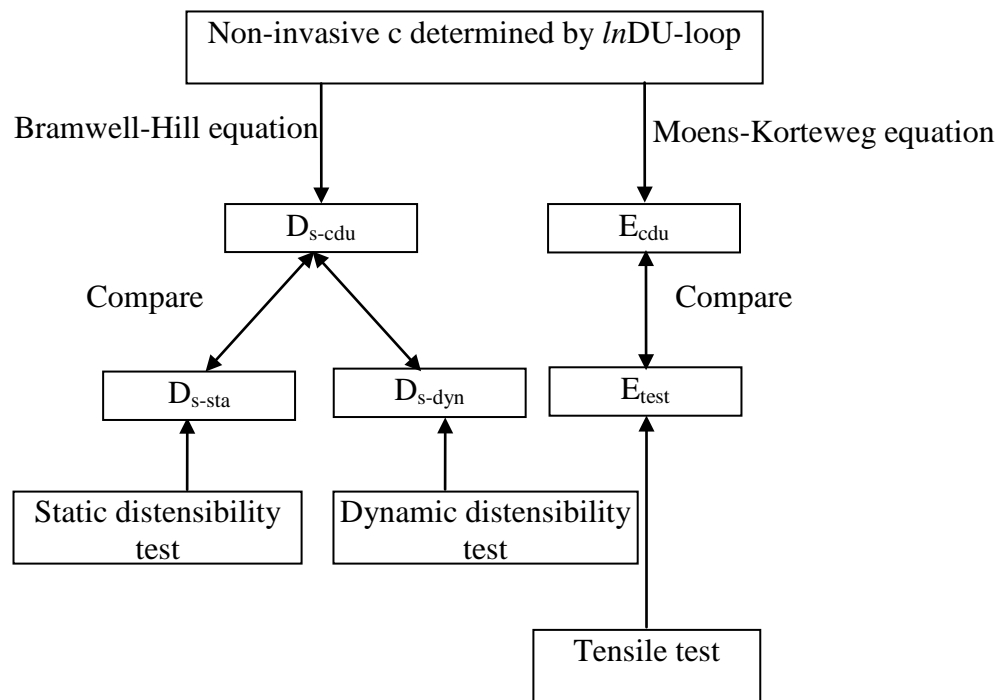 Non-invasive c determined by lnDU-loop
Bramwell-Hill equation
Moens-Korteweg equation
Ds-cdu
Ecdu
Compare
Compare
Ds-sta
Ds-dyn
Etest
Static distensibility
test
Dynamic distensibility
test
Tensile test